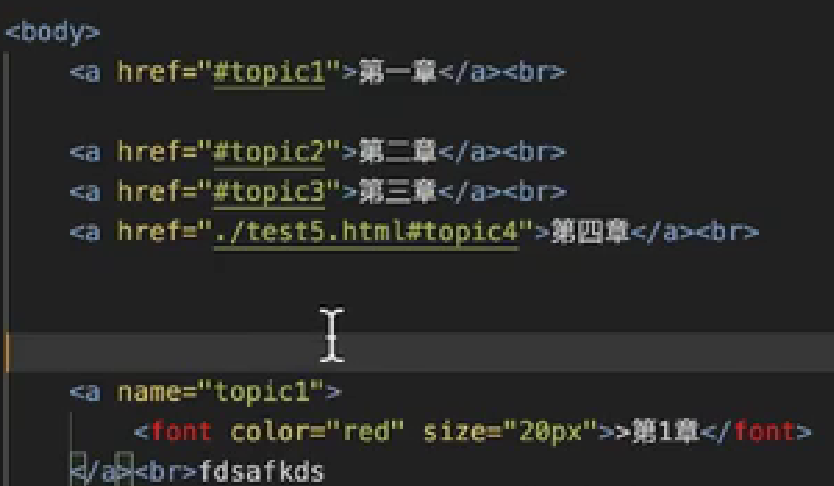 <body>
<a href="#topic1">第一章</a><br>
<a href="#topic2">第二章</a><br>
<a href="#topic3">第三章</a><br>
<a href="./test5.html#topic4">第四章</a><br>
<a name="topic1">
<font color="red" size="20px">>第1章</font>
</a><br>fdsafkds